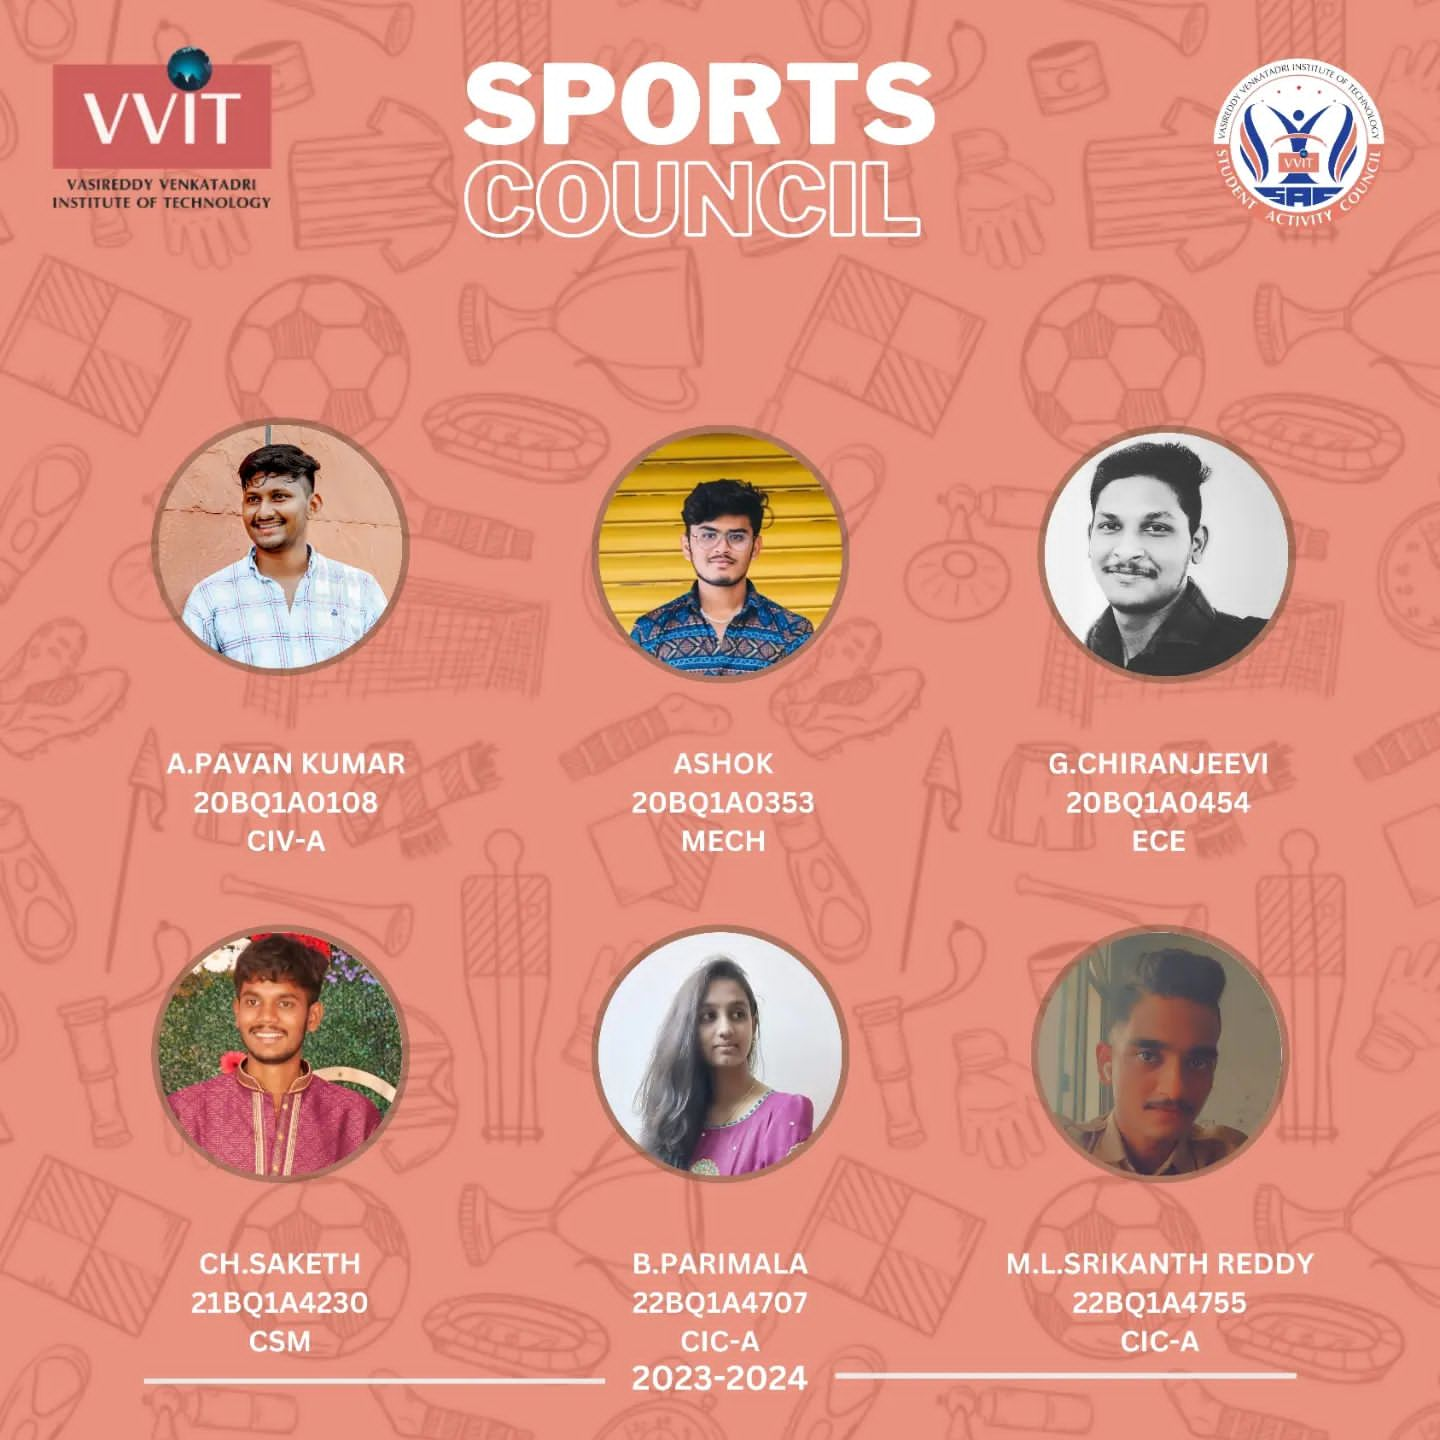 VVIT
VASIREDDY VENKATADRI
INSTITUTE OF TECHNOLOGY
SPORTS
COUNCIL
VASIREDDY VENKATADRI INSTITUTE OF TECHNOLOGY
VVIT
SAC
STUDENT ACTIVITY COUNCIL
A.PAVAN KUMAR
20BQ1A0108
CIV-A
ASHOK
20BQ1A0353
MECH
G.CHIRANJEEVI
20BQ1A0454
ECE
CH.SAKETH
21BQ1A4230
CSM
B.PARIMALA
22BQ1A4707
CIC-A
M.L.SRIKANTH REDDY
22BQ1A4755
CIC-A
2023-2024